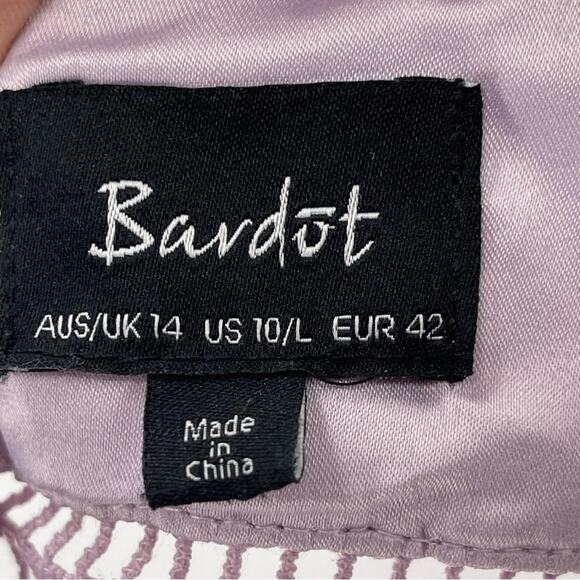 Bardōt
AUS/UK 14 US 10/L EUR 42
Made
in
China